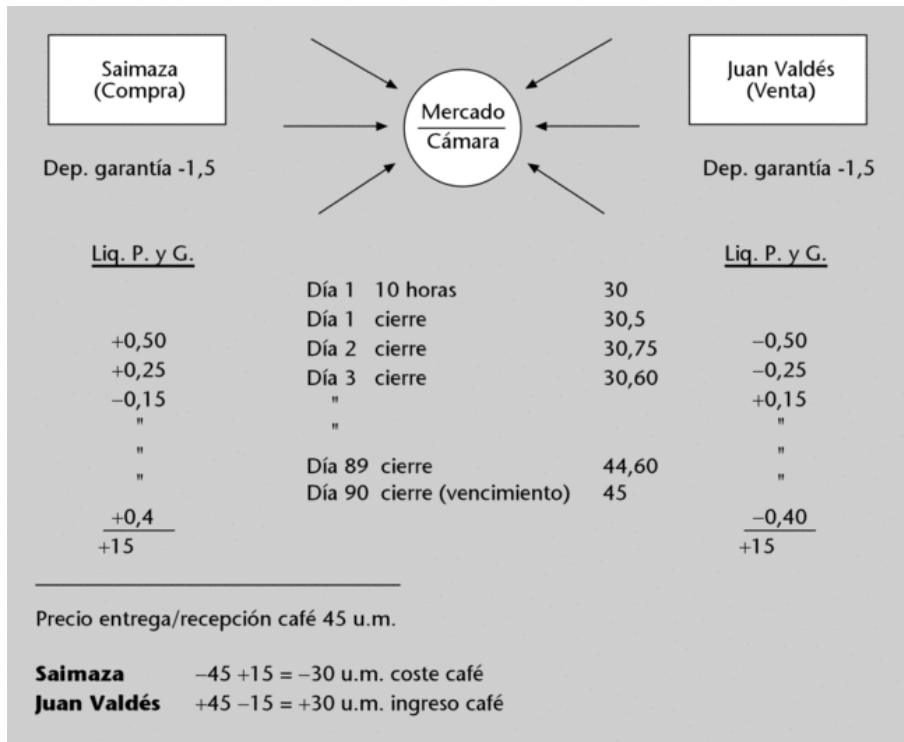 Saimaza
(Compra)
Mercado
Cámara
Juan Valdés
(Venta)
Dep. garantía -1,5
Dep. garantía -1,5
Liq. P. y G.
Liq. P. y G.
Día 1 10 horas 30
Día 1 cierre 30,5
+0,50 −0,50
Día 2 cierre 30,75
+0,25 −0,25
Día 3 cierre 30,60
−0,15 " +0,15
" " "
" "
Día 89 cierre 44,60
" "
Día 90 cierre (vencimiento) 45
+0,4 −0,40
+15 +15
Precio entrega/recepción café 45 u.m.
Saimaza −45 +15 = −30 u.m. coste café
Juan Valdés +45 −15 = +30 u.m. ingreso café